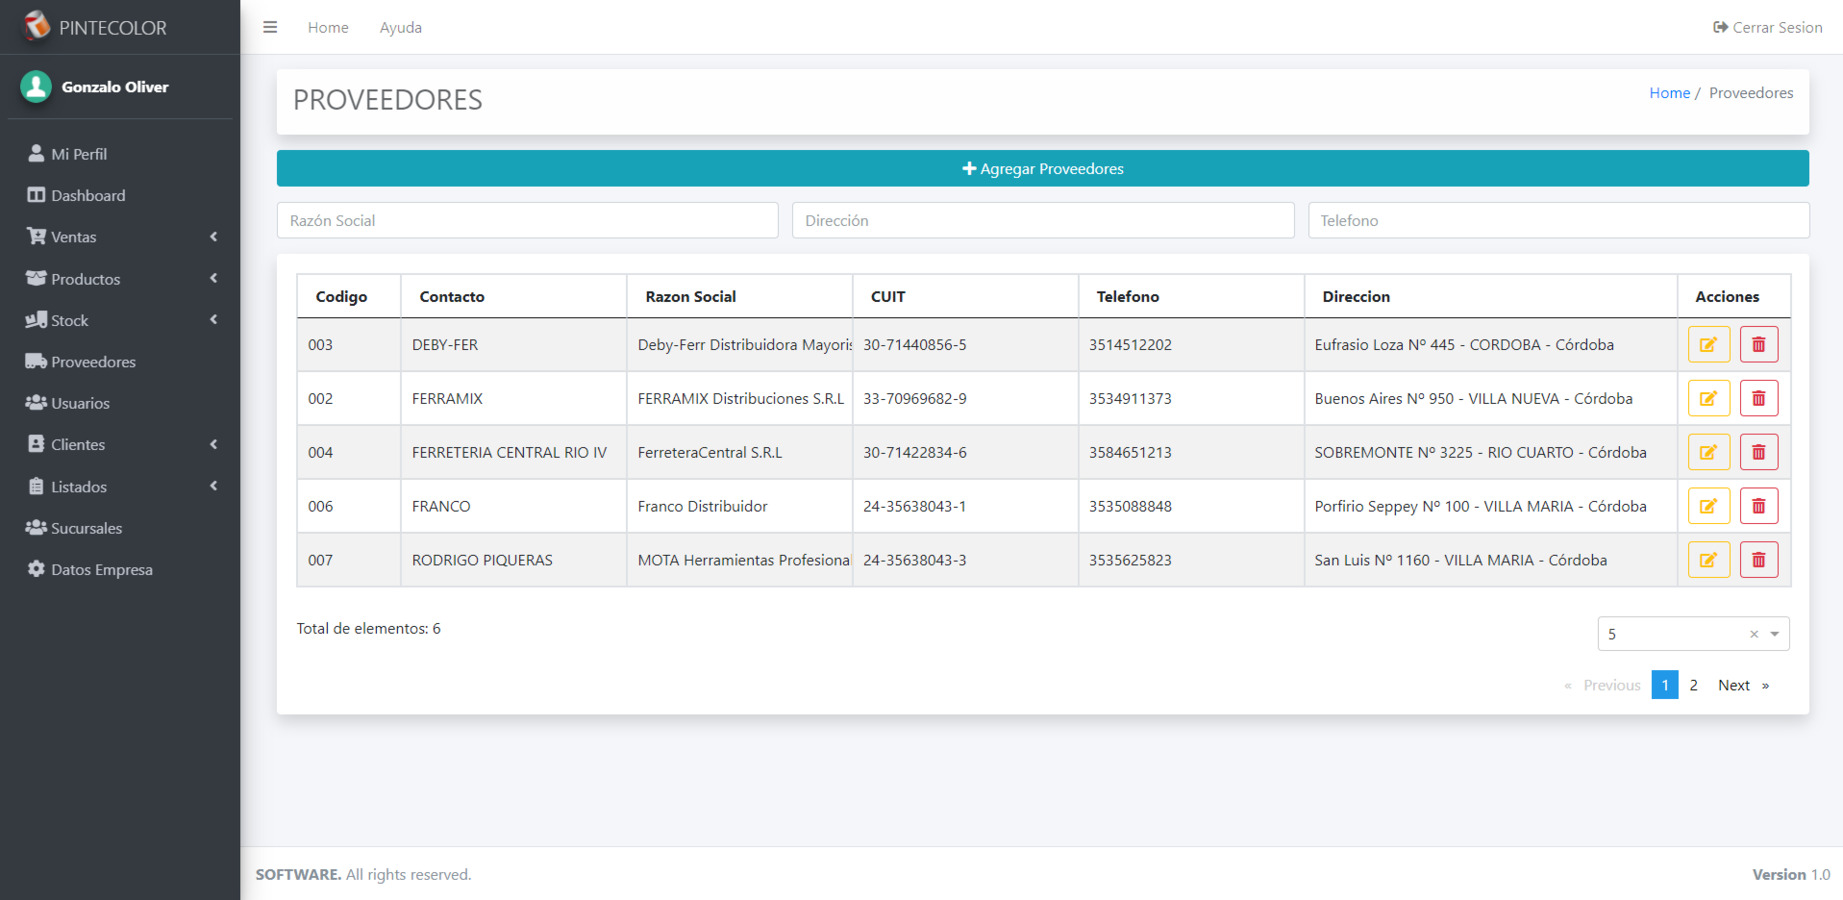 PINTECOLOR
Home Ayuda
Cerrar Sesion
Gonzalo Oliver
Mi Perfil
Dashboard
Ventas
Productos
Stock
Proveedores
Usuarios
Clientes
Listados
Sucursales
Datos Empresa
PROVEEDORES
Home / Proveedores
Agregar Proveedores
Razón Social Dirección Telefono
Codigo Contacto Razon Social CUIT Telefono Direccion Acciones
003 DEBY-FER Deby-Ferr Distribuidora Mayoris 30-71440856-5 3514512202 Eufrasio Loza Nº 445 - CORDOBA - Córdoba
002 FERRAMIX FERRAMIX Distribuciones S.R.L 33-70969682-9 3534911373 Buenos Aires Nº 950 - VILLA NUEVA - Córdoba
004 FERRETERIA CENTRAL RIO IV FerreteraCentral S.R.L 30-71422834-6 3584651213 SOBREMONTE Nº 3225 - RIO CUARTO - Córdoba
006 FRANCO Franco Distribuidor 24-35638043-1 3535088848 Porfirio Seppey Nº 100 - VILLA MARIA - Córdoba
007 RODRIGO PIQUERAS MOTA Herramientas Profesional 24-35638043-3 3535625823 San Luis Nº 1160 - VILLA MARIA - Córdoba
Total de elementos: 6
5 ×
« Previous 1 2 Next »
SOFTWARE. All rights reserved.
Version 1.0